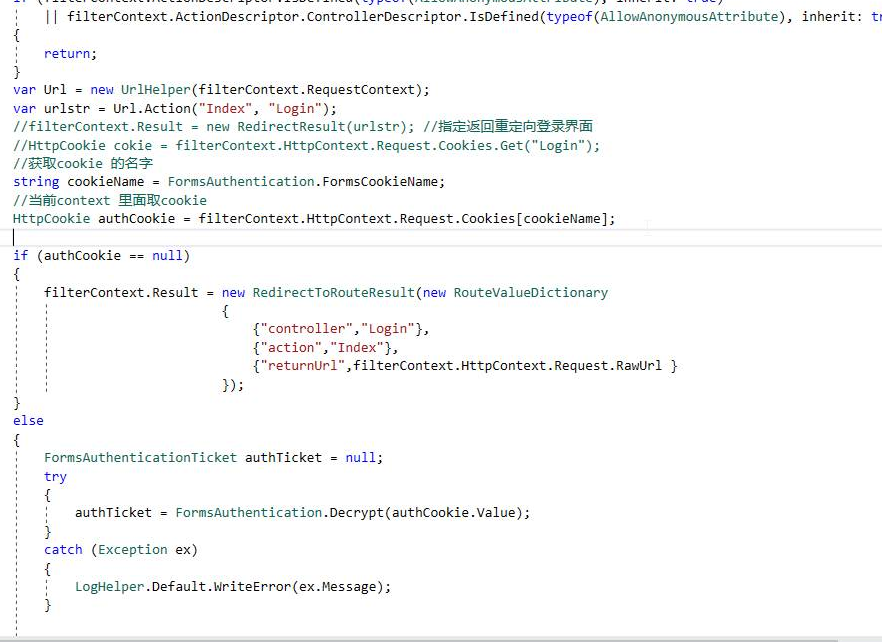 || filterContext.ActionDescriptor.ControllerDescriptor.IsDefined(typeof(AllowAnonymousAttribute), inherit:
{
return;
}
var Url = new UrlHelper(filterContext.RequestContext);
var urlstr = Url.Action("Index", "Login");
//filterContext.Result = new RedirectResult(urlstr); //指定返回重定向登录界面
//HttpCookie cokie = filterContext.HttpContext.Request.Cookies.Get("Login");
//获取cookie 的名字
string cookieName = FormsAuthentication.FormsCookieName;
//当前context 里面取cookie
HttpCookie authCookie = filterContext.HttpContext.Request.Cookies[cookieName];
if (authCookie == null)
{
filterContext.Result = new RedirectToRouteResult(new RouteValueDictionary
{
{"controller","Login"},
{"action","Index"},
{"returnUrl",filterContext.HttpContext.Request.RawUrl }
});
}
else
{
FormsAuthenticationTicket authTicket = null;
try
{
authTicket = FormsAuthentication.Decrypt(authCookie.Value);
}
catch (Exception ex)
{
LogHelper.Default.WriteError(ex.Message);
}